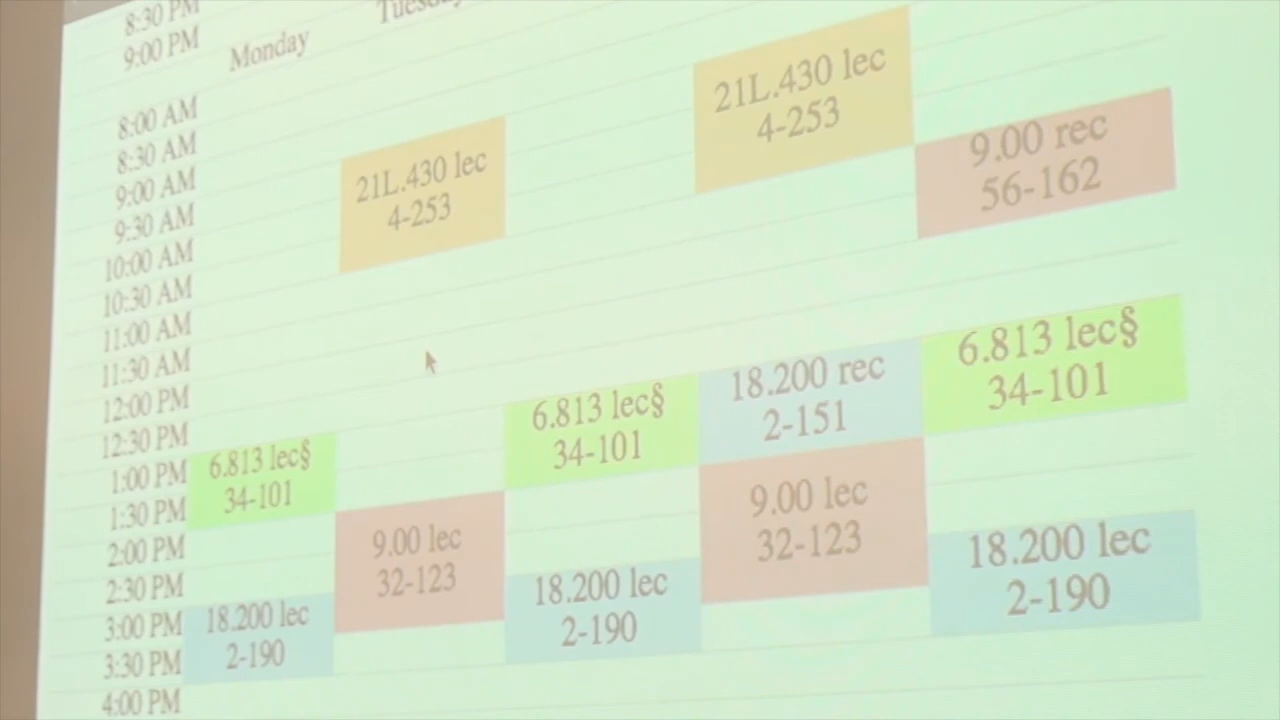 8:30 PM
9:00 PM
Monday
Tuesday
8:00 AM
8:30 AM
9:00 AM
9:30 AM
10:00 AM
10:30 AM
11:00 AM
11:30 AM
12:00 PM
12:30 PM
1:00 PM
1:30 PM
2:00 PM
2:30 PM
3:00 PM
3:30 PM
4:00 PM
6.813 lec§
34-101
18.200 lec
2-190
21L.430 lec
4-253
9.00 lec
32-123
6.813 lec§
34-101
18.200 lec
2-190
21L.430 lec
4-253
18.200 rec
2-151
9.00 lec
32-123
9.00 rec
56-162
6.813 lec§
34-101
18.200 lec
2-190